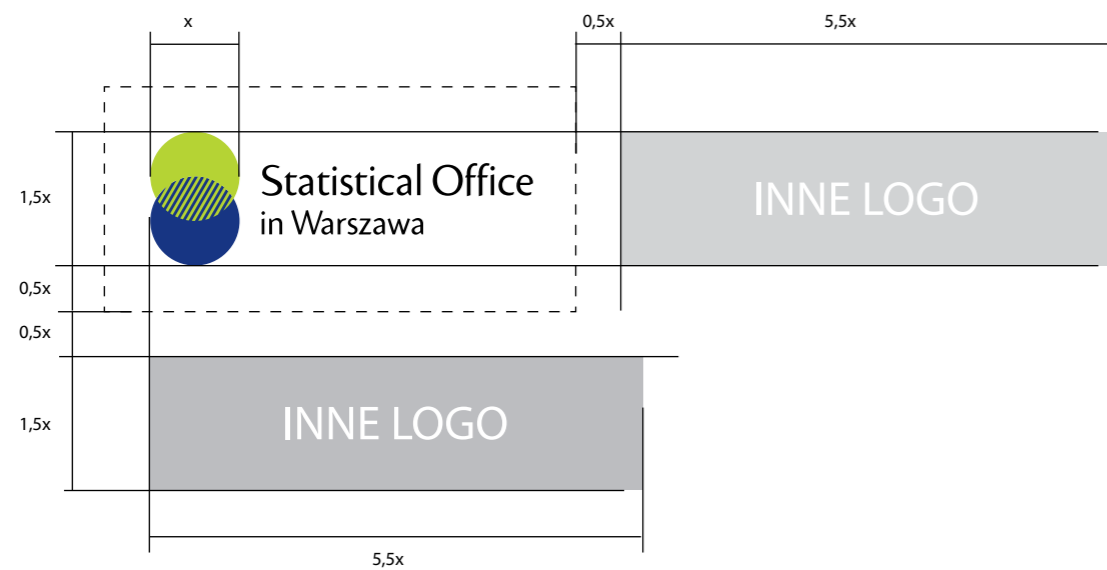 x
0,5x
5,5x
1,5x
Statistical Office
in Warszawa
INNE LOGO
0,5x
0,5x
1,5x
INNE LOGO
5,5x